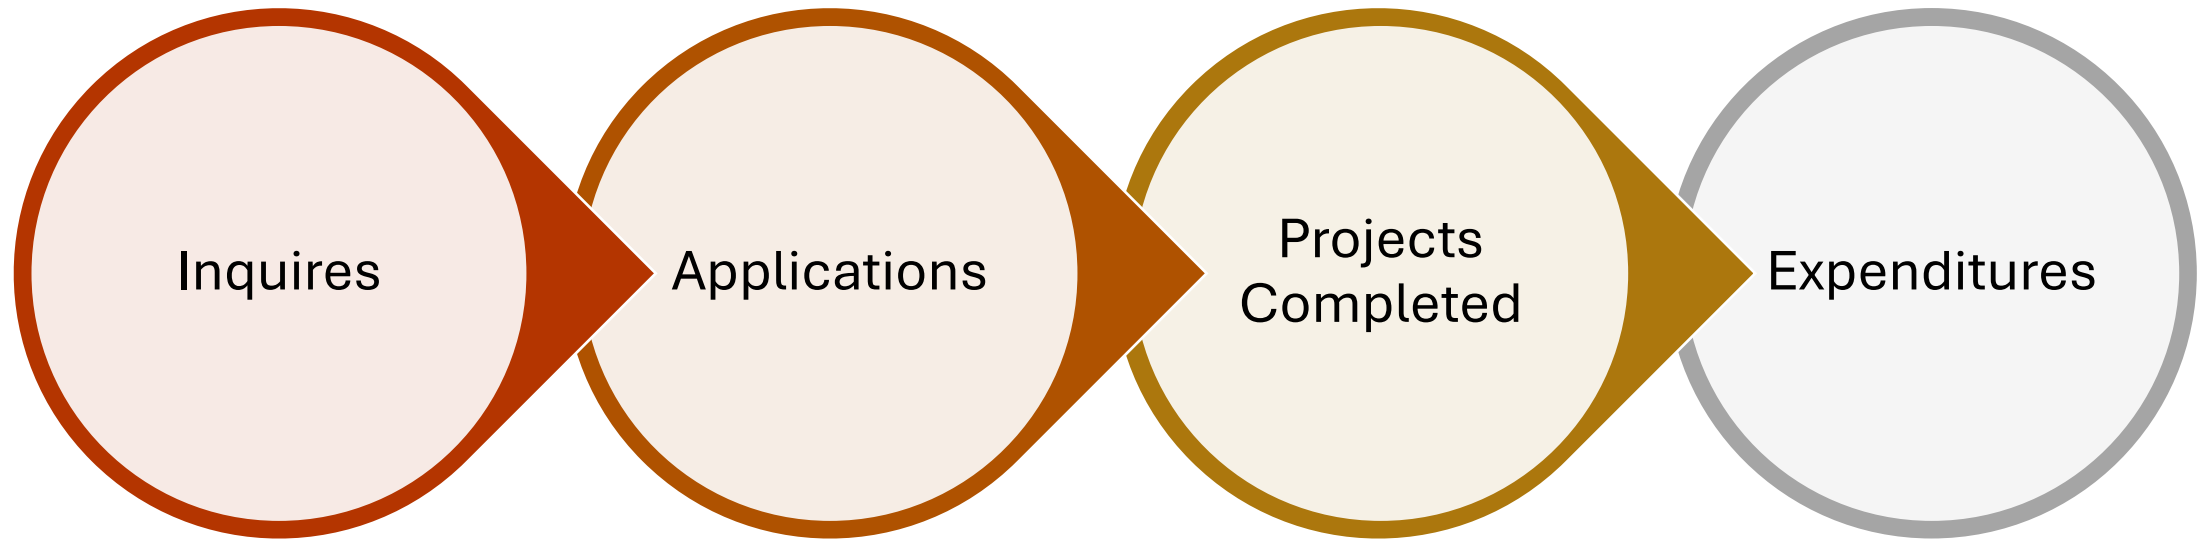 Inquires
Applications
Projects
Completed
Expenditures